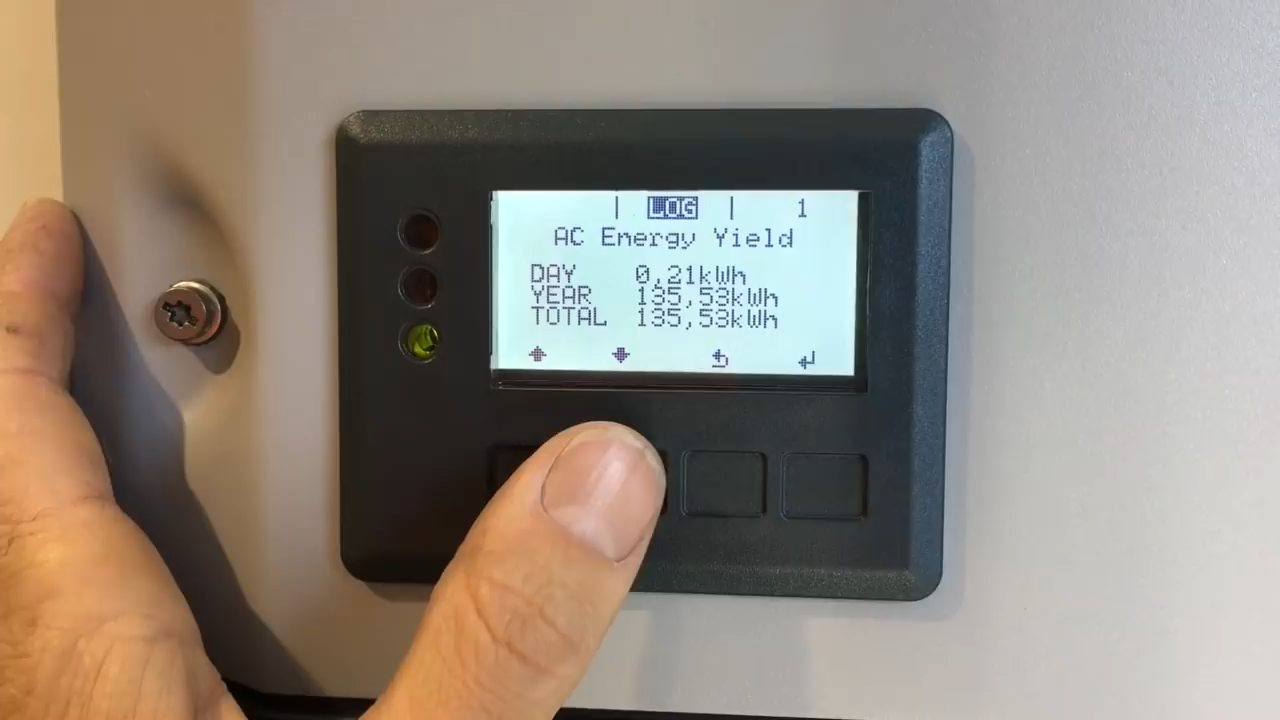 | LOG | 1
AC Energy Yield
DAY 0,21kWh
YEAR 135,53kWh
TOTAL 135,53kWh